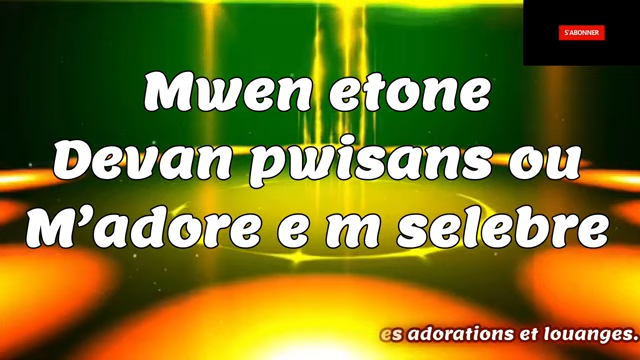 S'ABONNER
Mwen etone
Devan pwisans ou
M'adore e m selebre
es adorations et louanges.